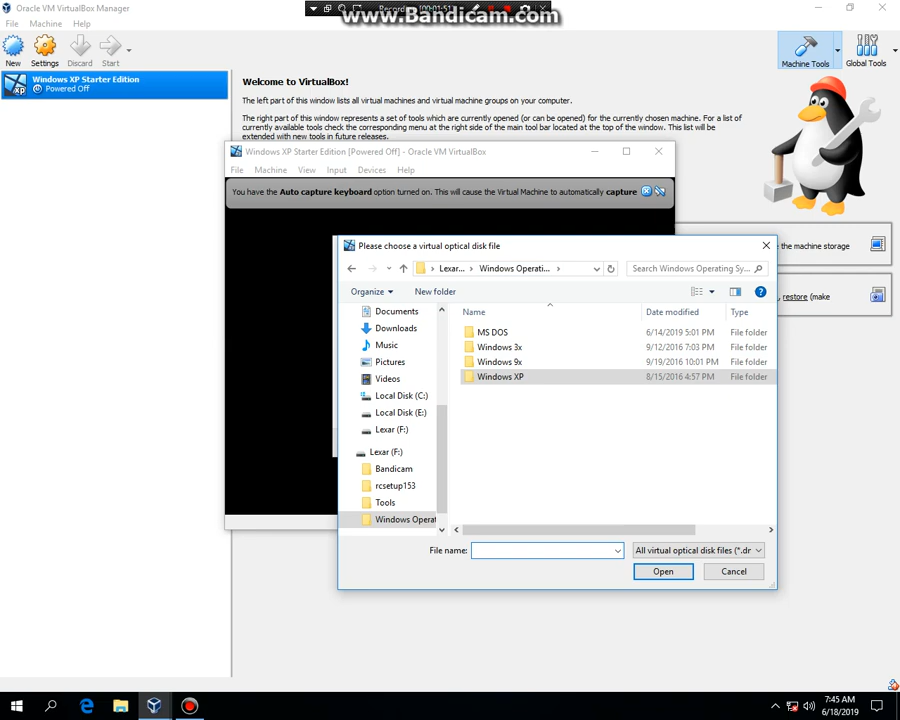 Oracle VM VirtualBox Manager
www.Bandicam.com
File Machine Help
New Settings Discard Start
Machine Tools Global Tools
Windows XP Starter Edition
Powered Off
Welcome to VirtualBox!
The left part of this window lists all virtual machines and virtual machine groups on your computer.
The right part of this window represents a set of tools which are currently opened (or can be opened) for the currently chosen machine. For a list of
currently available tools check the corresponding menu at the right side of the main tool bar located at the top of the window. This list will be
extended with new tools in future releases.
Windows XP Starter Edition [Powered Off] - Oracle VM VirtualBox
File Machine View Input Devices Help
You have the Auto capture keyboard option turned on. This will cause the Virtual Machine to automatically capture
Please choose a virtual optical disk file
the machine storage
Lexar... Windows Operati... Search Windows Operating Sy...
Organize New folder
, restore (make
Name Date modified Type
Documents
Downloads
Music
Pictures
Videos
Local Disk (C:)
Local Disk (E:)
Lexar (F:)
Lexar (F:)
Bandicam
rcsetup153
Tools
Windows Operat
MS DOS 6/14/2019 5:01 PM File folder
Windows 3x 9/12/2016 7:03 PM File folder
Windows 9x 9/19/2016 10:01 PM File folder
Windows XP 8/15/2016 4:57 PM File folder
File name: All virtual optical disk files (*.dr
Open Cancel
7:45 AM
6/18/2019